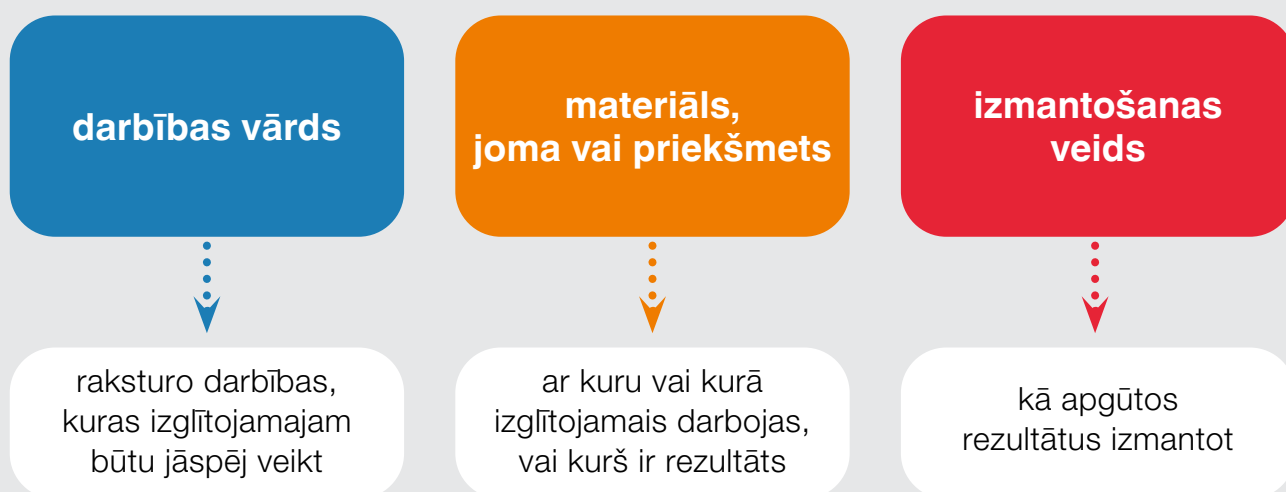 darbības vārds
materiāls,
joma vai priekšmets
izmantošanas
veids
raksturo darbības,
kuras izglītojamajam
būtu jāspēj veikt
ar kuru vai kurā
izglītojamais darbojas,
vai kurš ir rezultāts
kā apgūtos
rezultātus izmantot